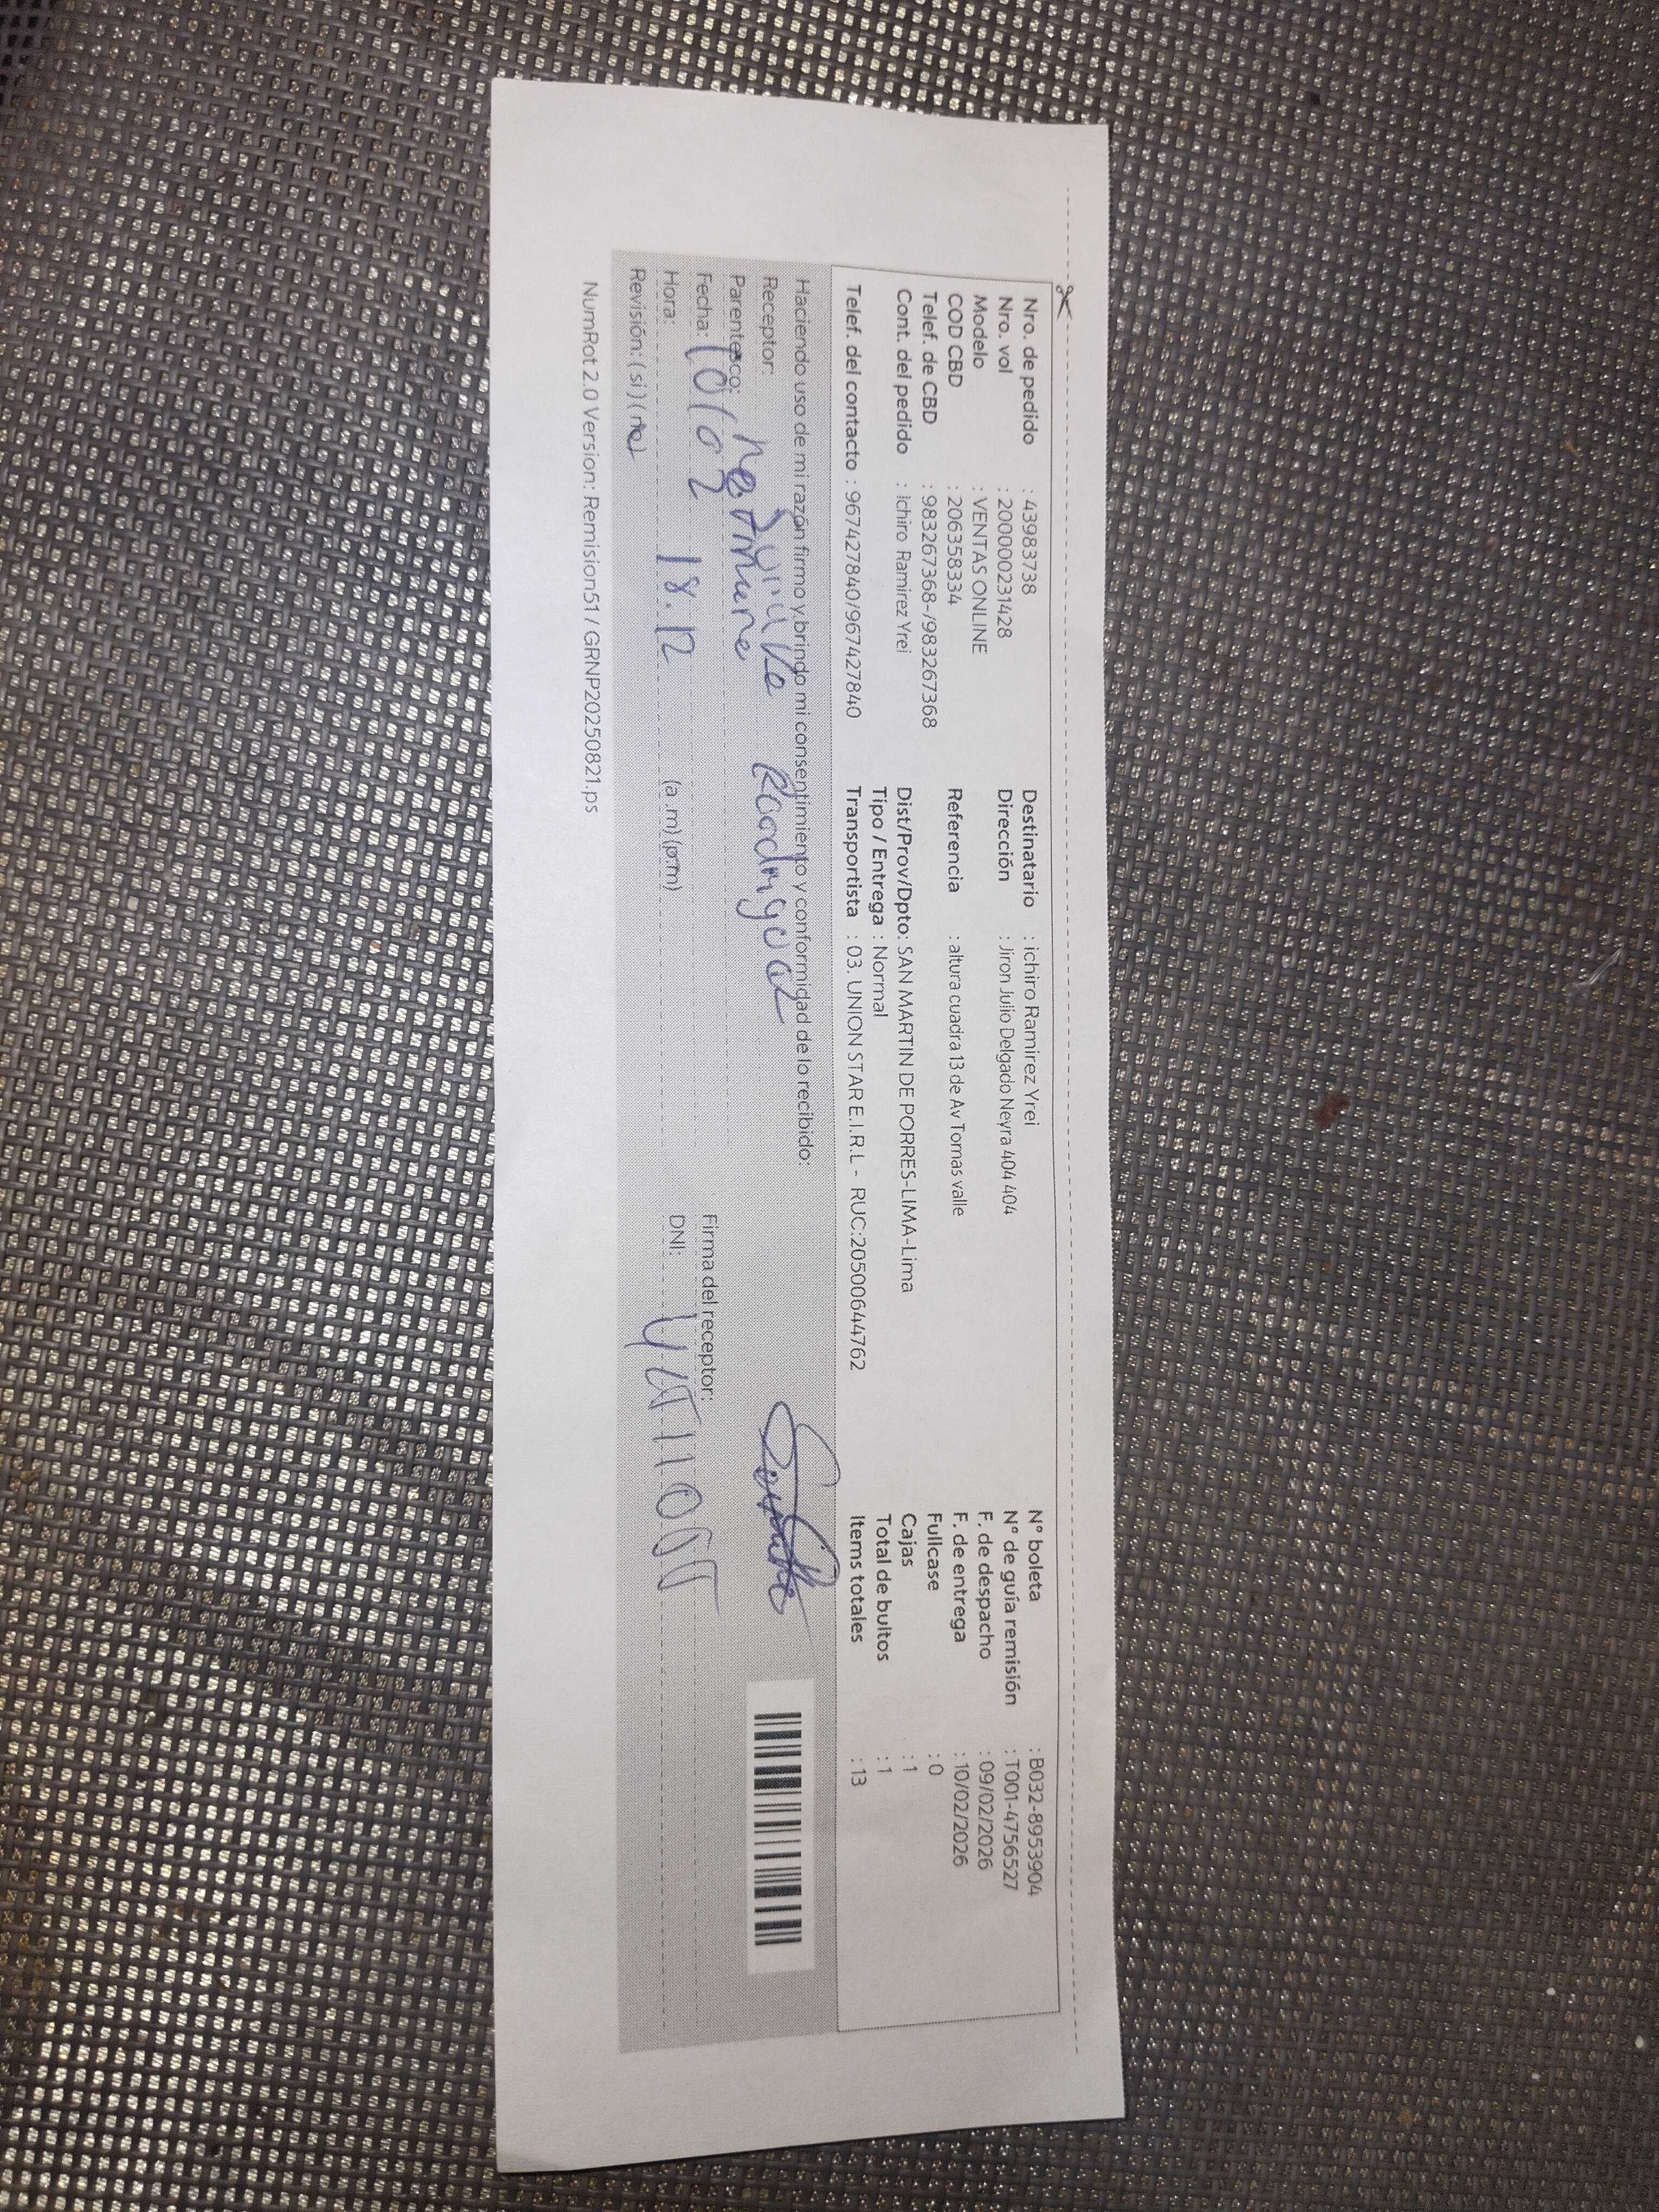 Nro. de pedido : 43983738
Nro. vol : 200000231428
Modelo : VENTAS ONLINE
COD CBD : 206358334
Telef. de CBD : 983267368-/983267368
Cont. del pedido : ichiro Ramirez Yrei
Telef. del contacto : 967427840/967427840
Destinatario : ichiro Ramirez Yrei
Dirección : Jiron Julio Delgado Neyra 404 404
Referencia : altura cuadra 13 de Av Tomas valle
Dist/Prov/Dpto: SAN MARTIN DE PORRES-LIMA-Lima
Tipo / Entrega : Normal
Transportista : 03. UNION STAR E.I.R.L - RUC:20500644762
N° boleta : B032-8953904
N° de guía remisión : T001-4756527
F. de despacho : 09/02/2026
F. de entrega : 10/02/2026
Fullcase : 0
Cajas : 1
Total de bultos : 1
Items totales : 13
Haciendo uso de mi razón firmo y brindo mi consentimiento y conformidad de lo recibido:
Receptor:
Parentesco:
Fecha: 10/02
Hora: 18.12 (a.m) (p.m)
Revisión: (si) (no)
Firma del receptor:
DNI:
NumRot 2.0 Version: Remision51 / GRNP20250821.ps